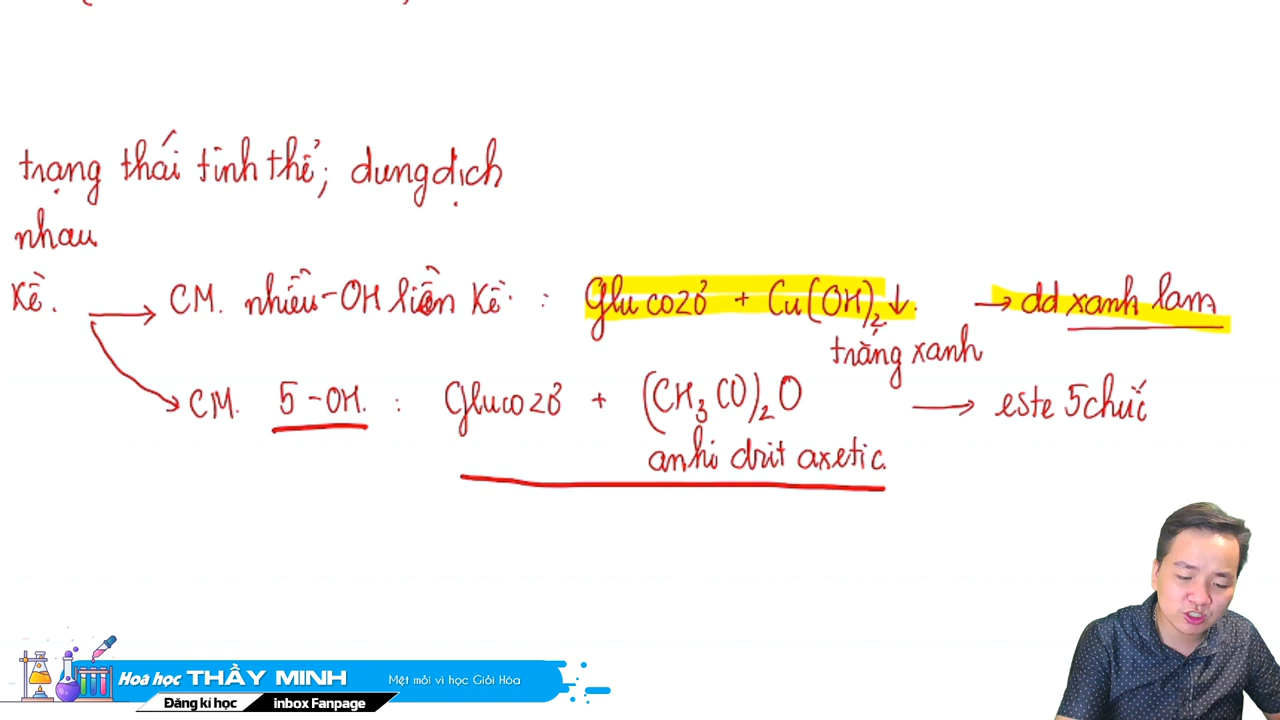 trạng thái tinh thể; dung dịch
nhau
kề. → CM. nhiều -OH liền kề : Glucozơ + Cu(OH)₂↓ → dd xanh lam
trắng xanh
CM. 5 -OH. : Glucozơ + (CH₃CO)₂O → este 5 chức
anhi drit axetic.
Hoá học THẦY MINH
Mệt mỏi vì học Giỏi Hóa
Đăng kí học inbox Fanpage